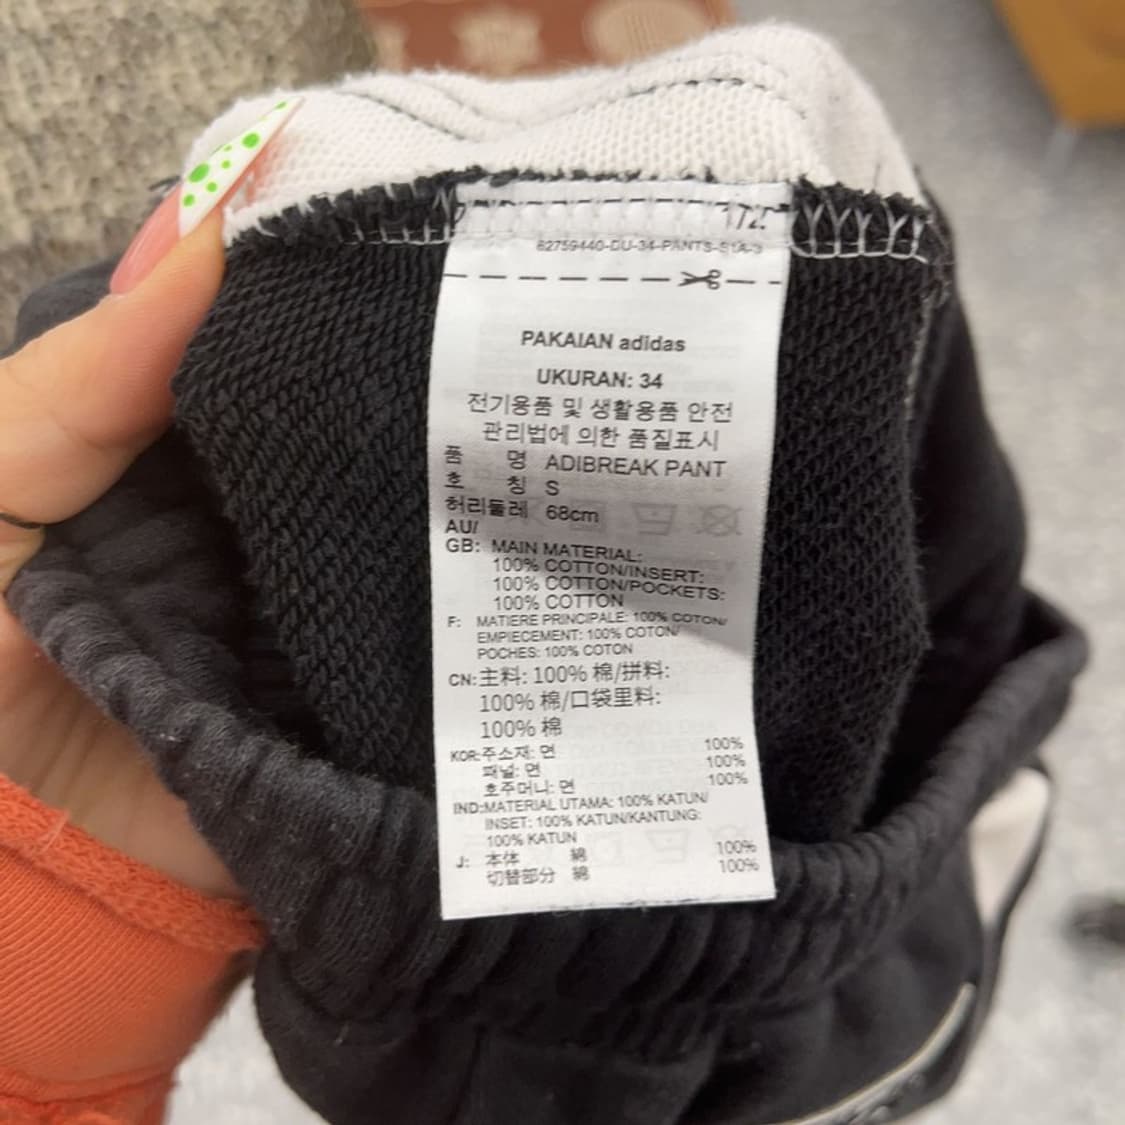 1/2
62759440-DU-34-PANTS-S1A-3
PAKAIAN adidas
UKURAN: 34
전기용품 및 생활용품 안전
관리법에 의한 품질표시
품 명 ADIBREAK PANT
호 칭 S
허리둘레 68cm
AU/
GB: MAIN MATERIAL:
100% COTTON/INSERT:
100% COTTON/POCKETS:
100% COTTON
F: MATIERE PRINCIPALE: 100% COTON/
EMPIECEMENT: 100% COTON/
POCHES: 100% COTON
CN: 主料: 100% 棉/拼料:
100% 棉/口袋里料:
100% 棉
KOR: 주소재: 면 100%
패널: 면 100%
호주머니: 면 100%
IND: MATERIAL UTAMA: 100% KATUN/
INSET: 100% KATUN/KANTUNG:
100% KATUN
J: 本体 綿 100%
切替部分 綿 100%